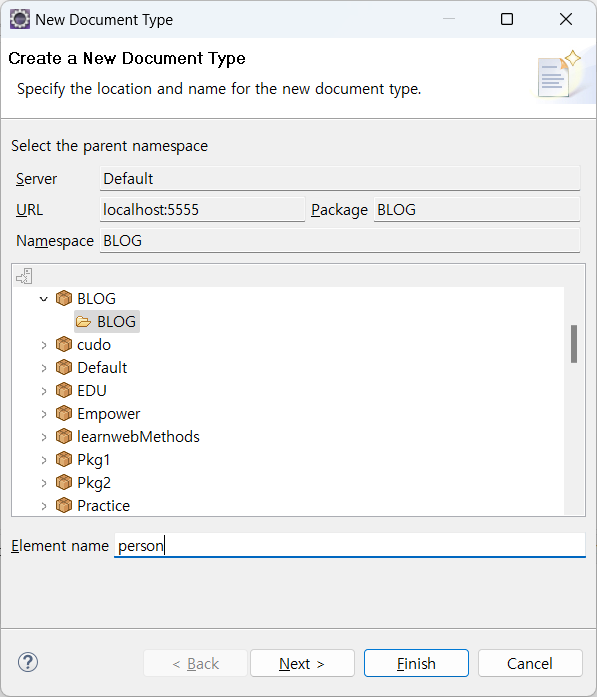 New Document Type
Create a New Document Type
Specify the location and name for the new document type.
Select the parent namespace
Server Default
URL localhost:5555 Package BLOG
Namespace BLOG
BLOG
BLOG
cudo
Default
EDU
Empower
learnwebMethods
Pkg1
Pkg2
Practice
Element name person
? < Back Next > Finish Cancel